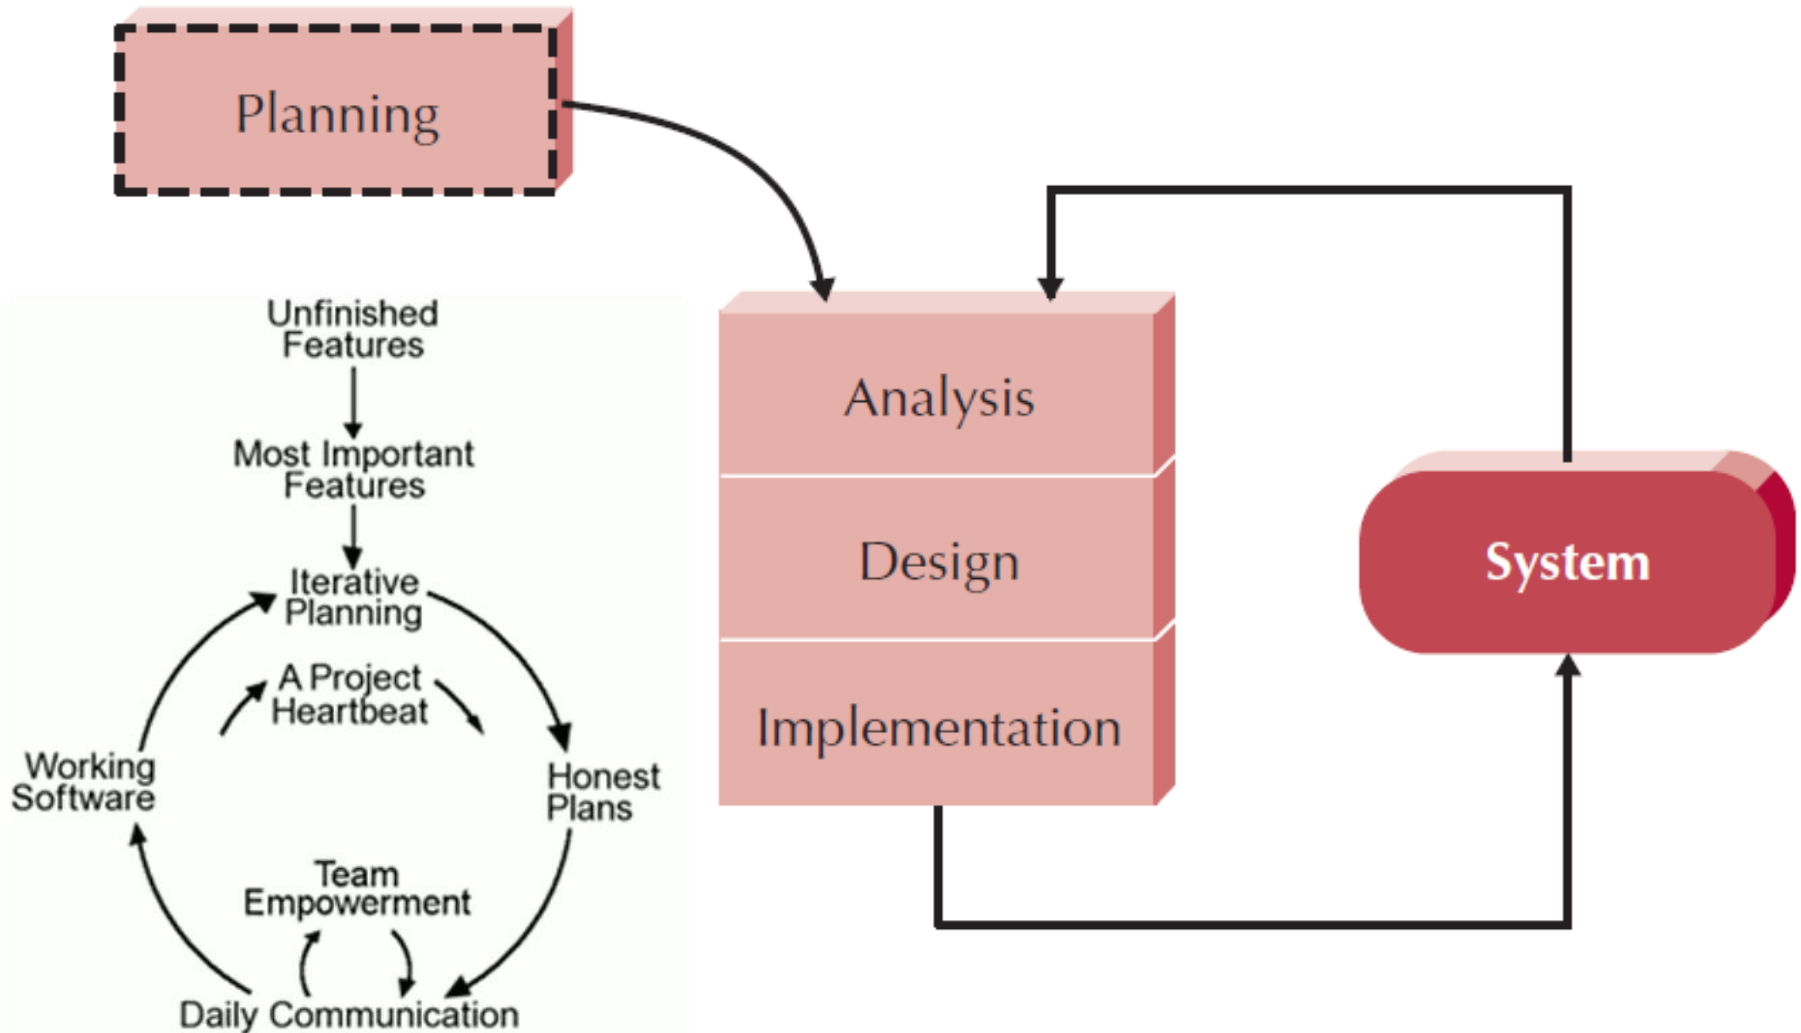 Planning
Unfinished
Features
Most Important
Features
Iterative
Planning
A Project
Heartbeat
Working
Software
Honest
Plans
Team
Empowerment
Daily Communication
Analysis
Design
Implementation
System